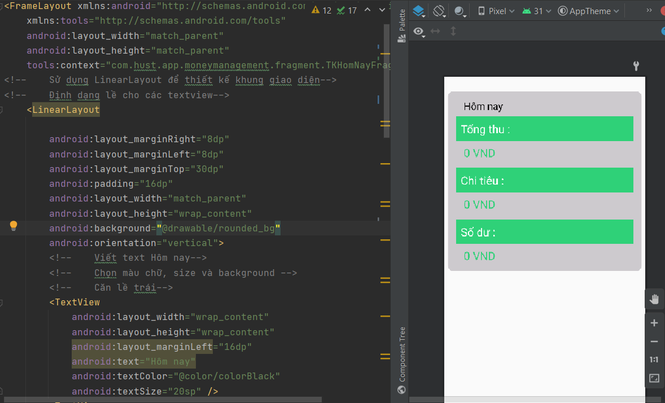 <FrameLayout xmlns:android="http://schemas.android.com
xmlns:tools="http://schemas.android.com/tools"
android:layout_width="match_parent"
android:layout_height="match_parent"
tools:context="com.hust.app.moneymanagement.fragment.TKHomNayFrag
<!-- Sử dụng LinearLayout để thiết kế khung giao diện-->
<!-- Định dạng lề cho các textview-->
<LinearLayout
android:layout_marginRight="8dp"
android:layout_marginLeft="8dp"
android:layout_marginTop="30dp"
android:padding="16dp"
android:layout_width="match_parent"
android:layout_height="wrap_content"
android:background="@drawable/rounded_bg"
android:orientation="vertical">
<!-- Viết text Hôm nay-->
<!-- Chọn màu chữ, size và background -->
<!-- Căn lề trái-->
<TextView
android:layout_width="wrap_content"
android:layout_height="wrap_content"
android:layout_marginLeft="16dp"
android:text="Hôm nay"
android:textColor="@color/colorBlack"
android:textSize="20sp" />
12 17
Palette
Component Tree
Pixel 31 AppTheme
Hôm nay
Tổng thu :
0 VND
Chi tiêu :
0 VND
Số dư :
0 VND
1:1